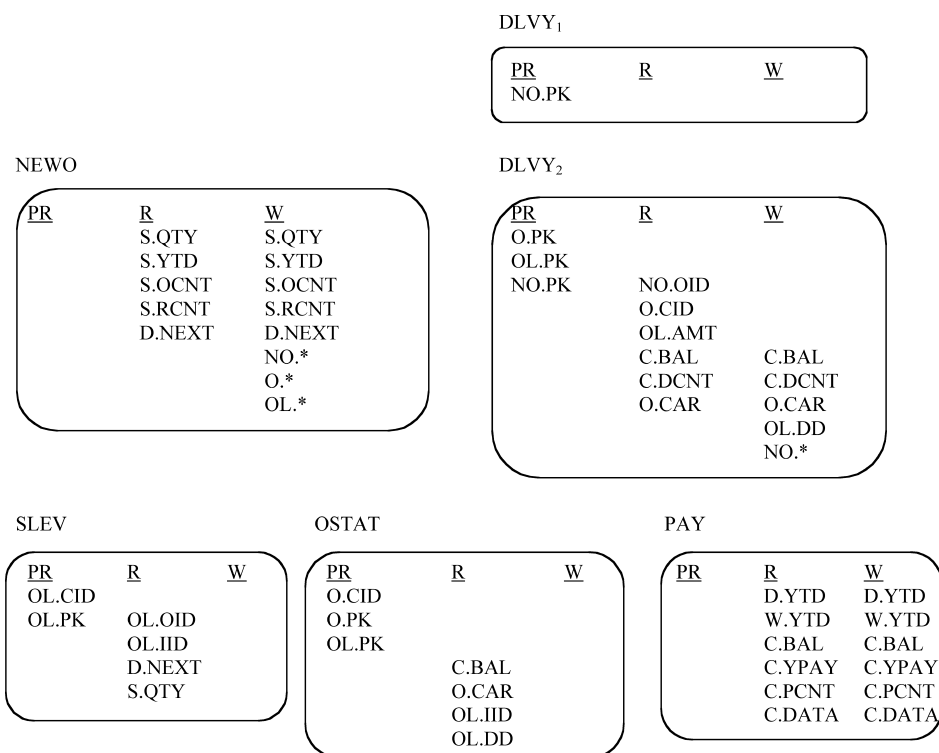 DLVY₁
PR R W
NO.PK
NEWO
PR R W
S.QTY S.QTY
S.YTD S.YTD
S.OCNT S.OCNT
S.RCNT S.RCNT
D.NEXT D.NEXT
NO.*
O.*
OL.*
DLVY₂
PR R W
O.PK
OL.PK
NO.PK NO.OID
O.CID
OL.AMT
C.BAL C.BAL
C.DCNT C.DCNT
O.CAR O.CAR
OL.DD
NO.*
SLEV
PR R W
OL.CID
OL.PK OL.OID
OL.IID
D.NEXT
S.QTY
OSTAT
PR R W
O.CID
O.PK
OL.PK
C.BAL
O.CAR
OL.IID
OL.DD
PAY
PR R W
D.YTD D.YTD
W.YTD W.YTD
C.BAL C.BAL
C.YPAY C.YPAY
C.PCNT C.PCNT
C.DATA C.DATA